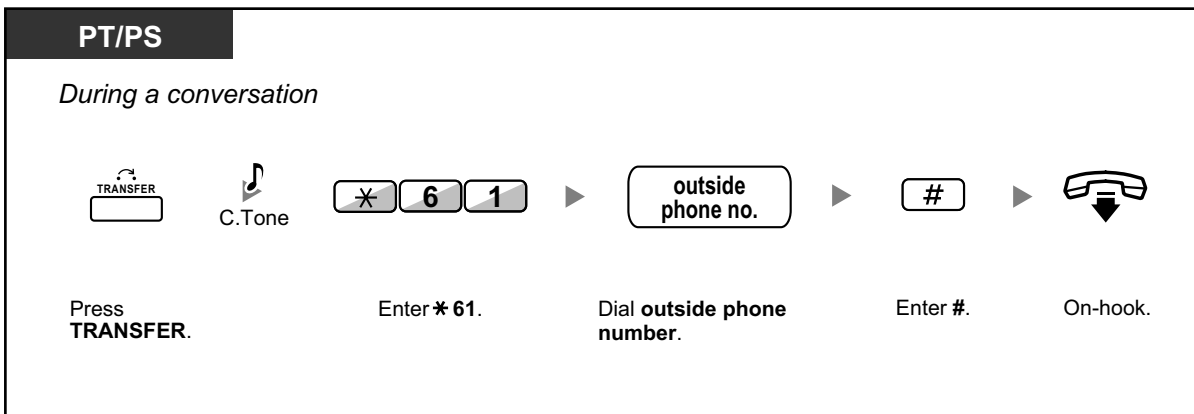 PT/PS
During a conversation
TRANSFER
C.Tone
* 6 1
outside
phone no.
#
Press
TRANSFER.
Enter * 61.
Dial outside phone
number.
Enter #.
On-hook.